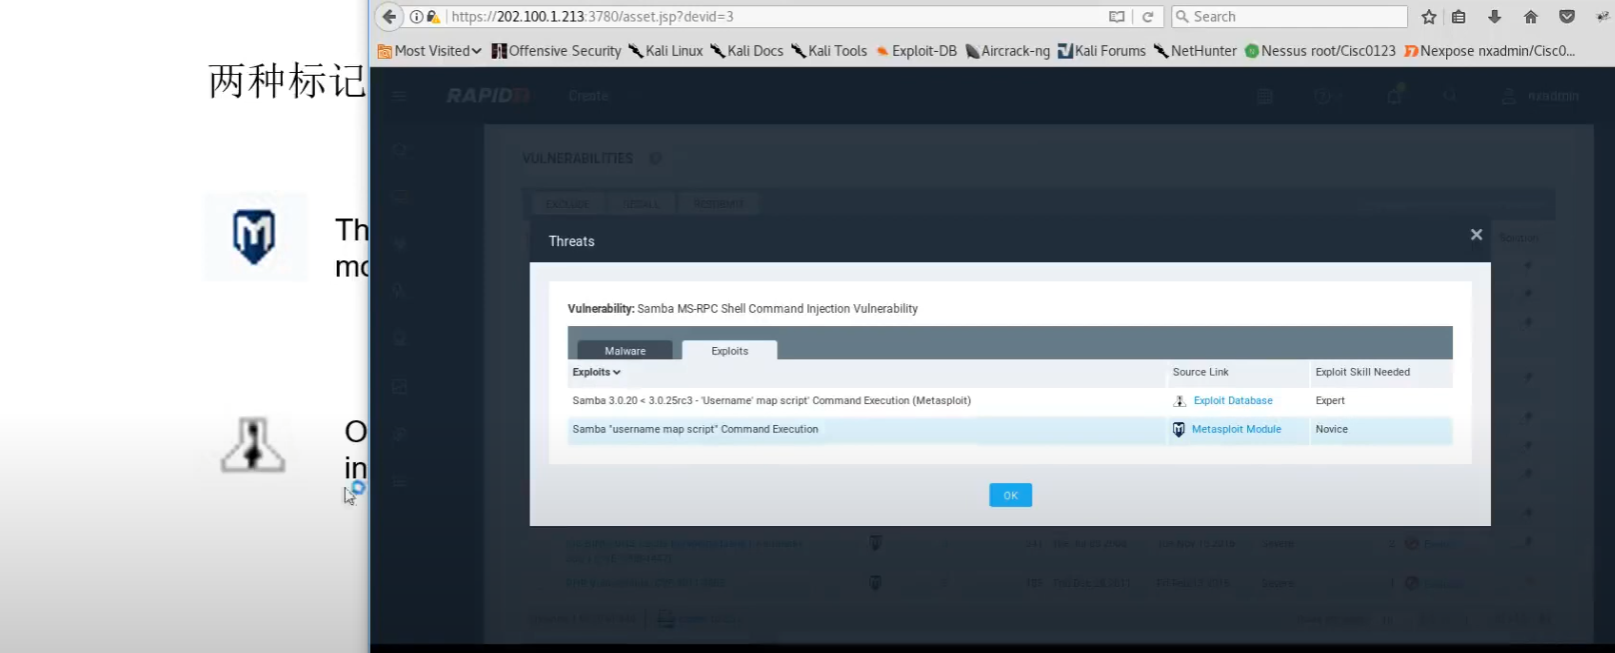 两种标记
Th
mo
O
in
https://202.100.1.213:3780/asset.jsp?devid=3
Search
Most Visited
Offensive Security
Kali Linux
Kali Docs
Kali Tools
Exploit-DB
Aircrack-ng
Kali Forums
NetHunter
Nessus root/Cisc0123
Nexpose nxadmin/Cisc0...
RAPID7
Create
nxadmin
VULNERABILITIES
EXCLUDE
RECALL
RESUBMIT
Threats
Vulnerability: Samba MS-RPC Shell Command Injection Vulnerability
Malware
Exploits
Exploits
Source Link
Exploit Skill Needed
Samba 3.0.20 < 3.0.25rc3 - 'Username' map script' Command Execution (Metasploit)
Exploit Database
Expert
Samba "username map script" Command Execution
Metasploit Module
Novice
OK